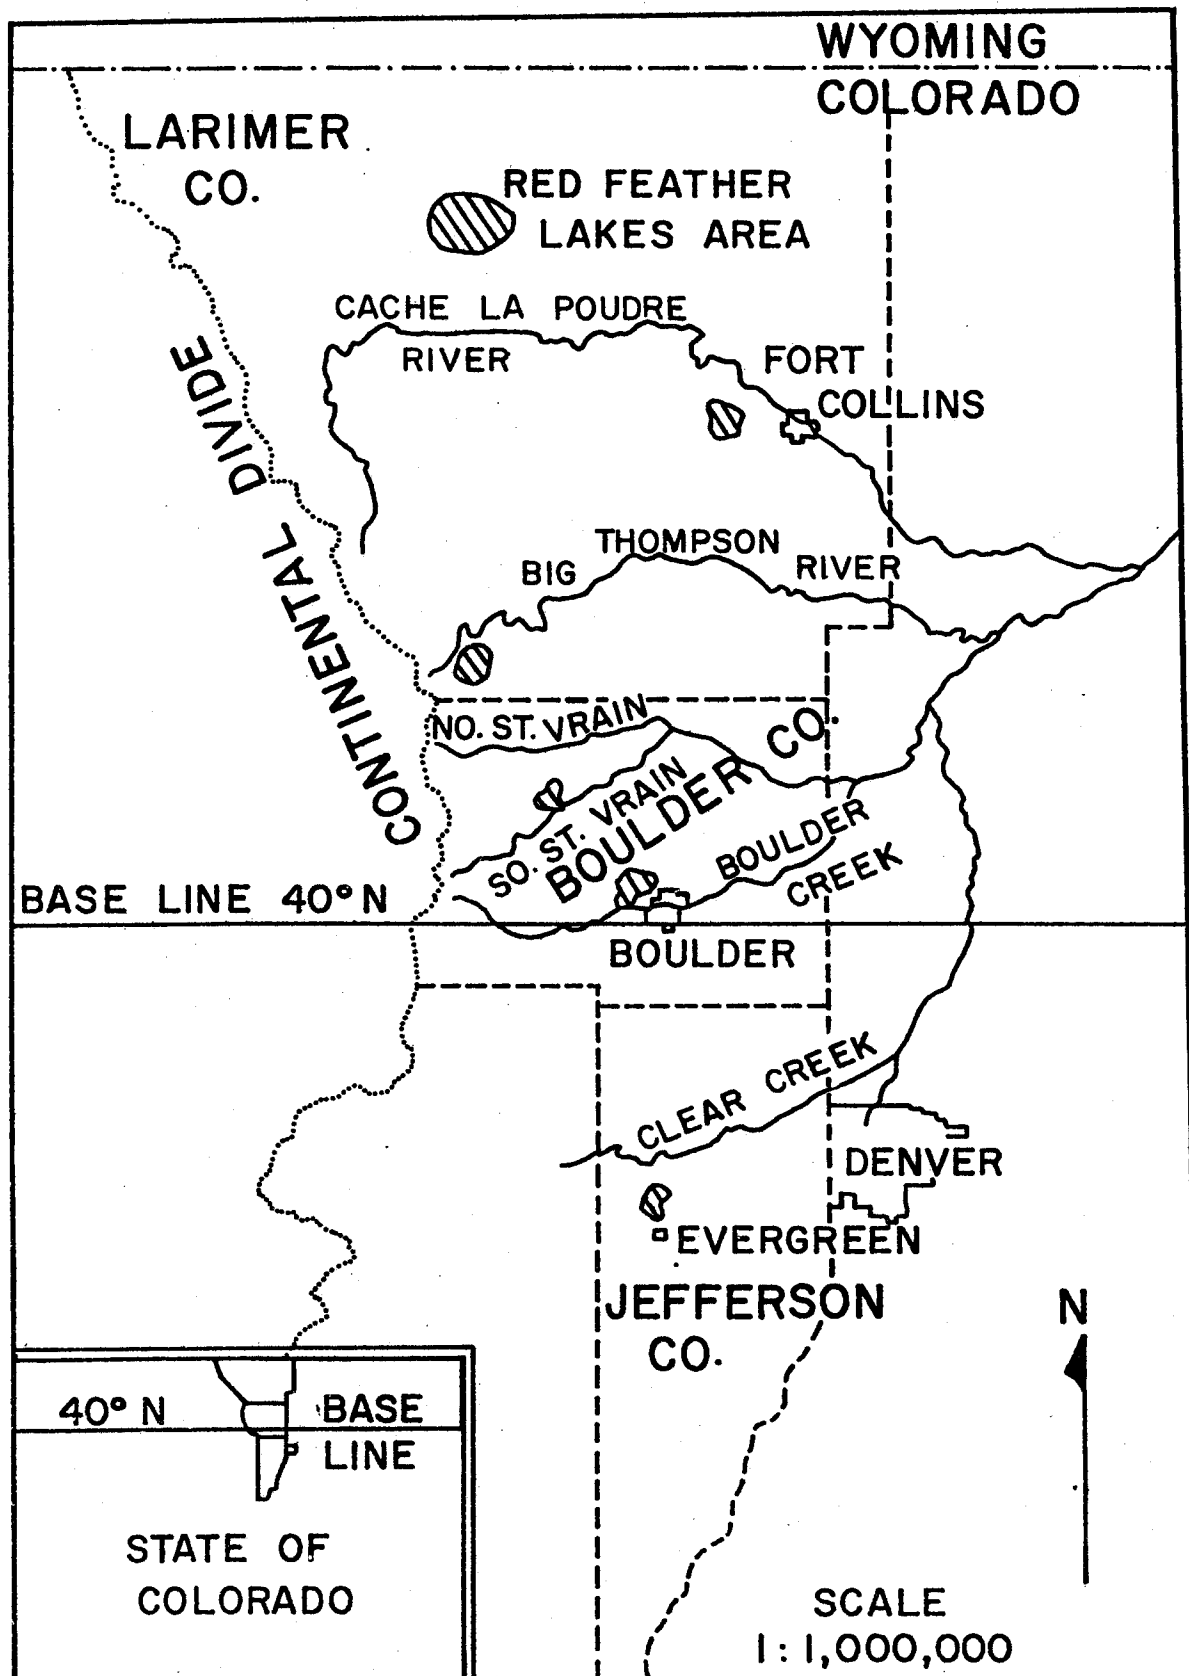 WYOMING
COLORADO
LARIMER
CO.
RED FEATHER
LAKES AREA
CACHE LA POUDRE
RIVER
FORT
COLLINS
CONTINENTAL DIVIDE
BIG THOMPSON RIVER
NO. ST. VRAIN
SO. ST. VRAIN
BOULDER CO.
BOULDER
CREEK
BASE LINE 40° N
BOULDER
CLEAR CREEK
DENVER
EVERGREEN
JEFFERSON
CO.
N
40° N BASE
LINE
STATE OF
COLORADO
SCALE
1:1,000,000